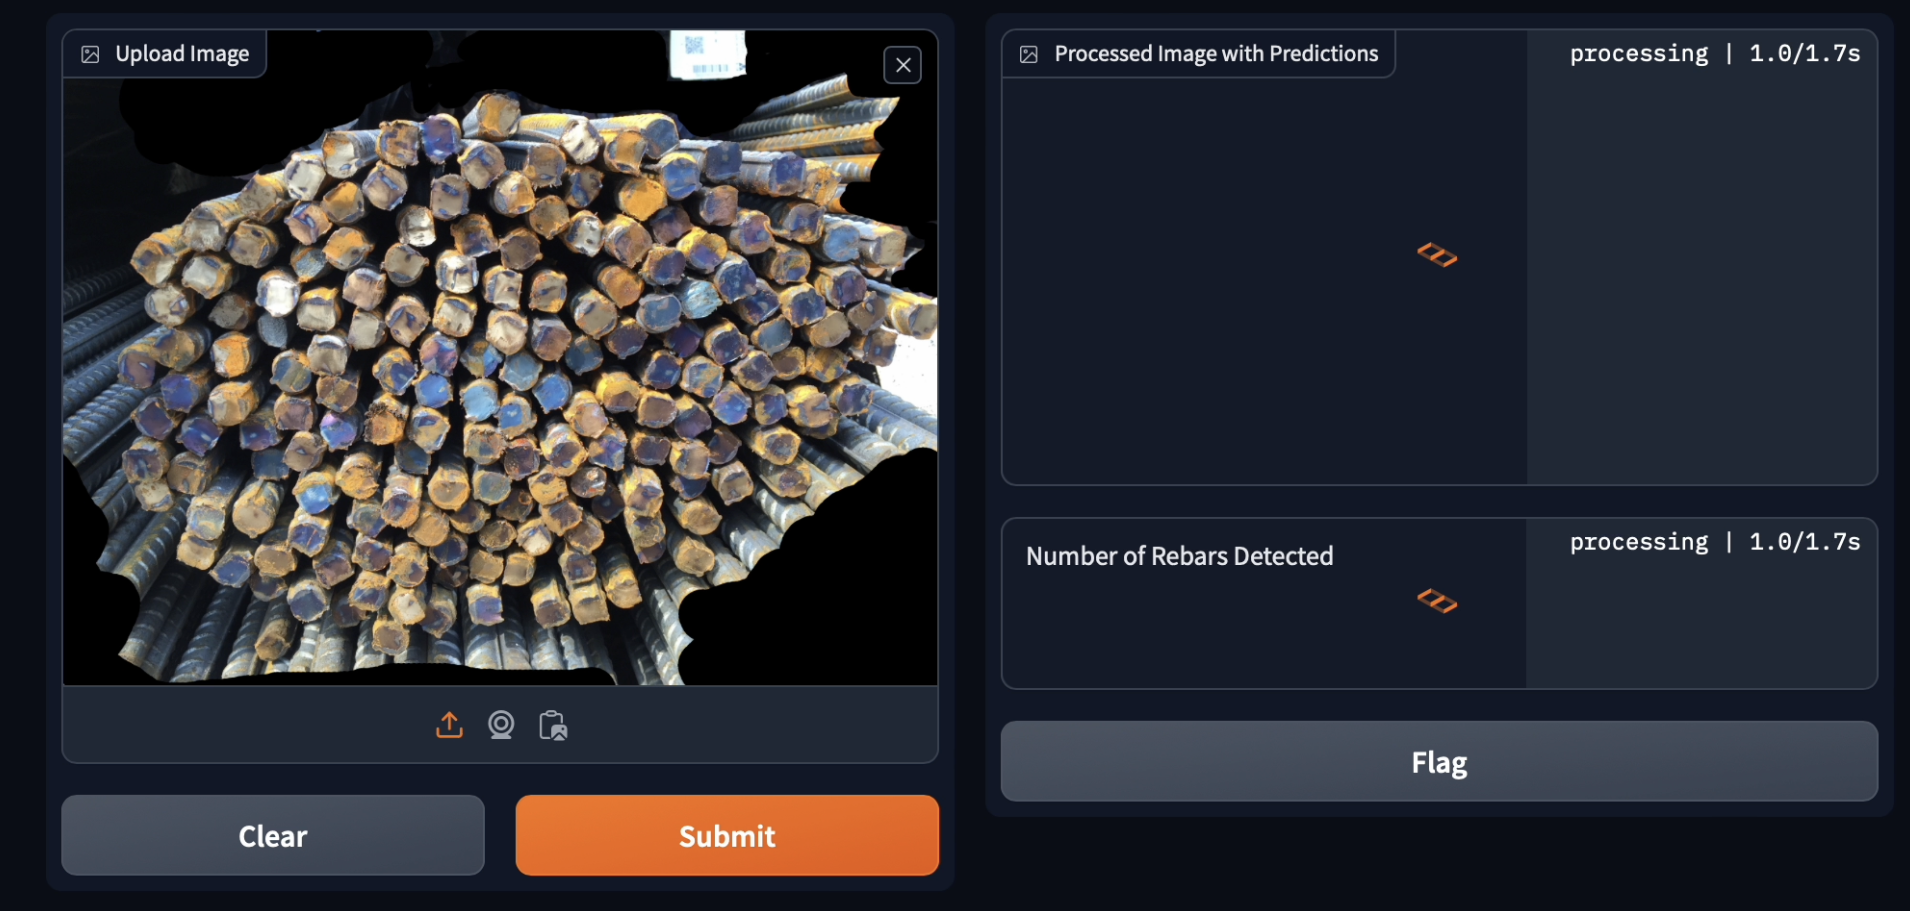 Upload Image
Processed Image with Predictions
processing | 1.0/1.7s
Number of Rebars Detected
processing | 1.0/1.7s
Flag
Clear
Submit